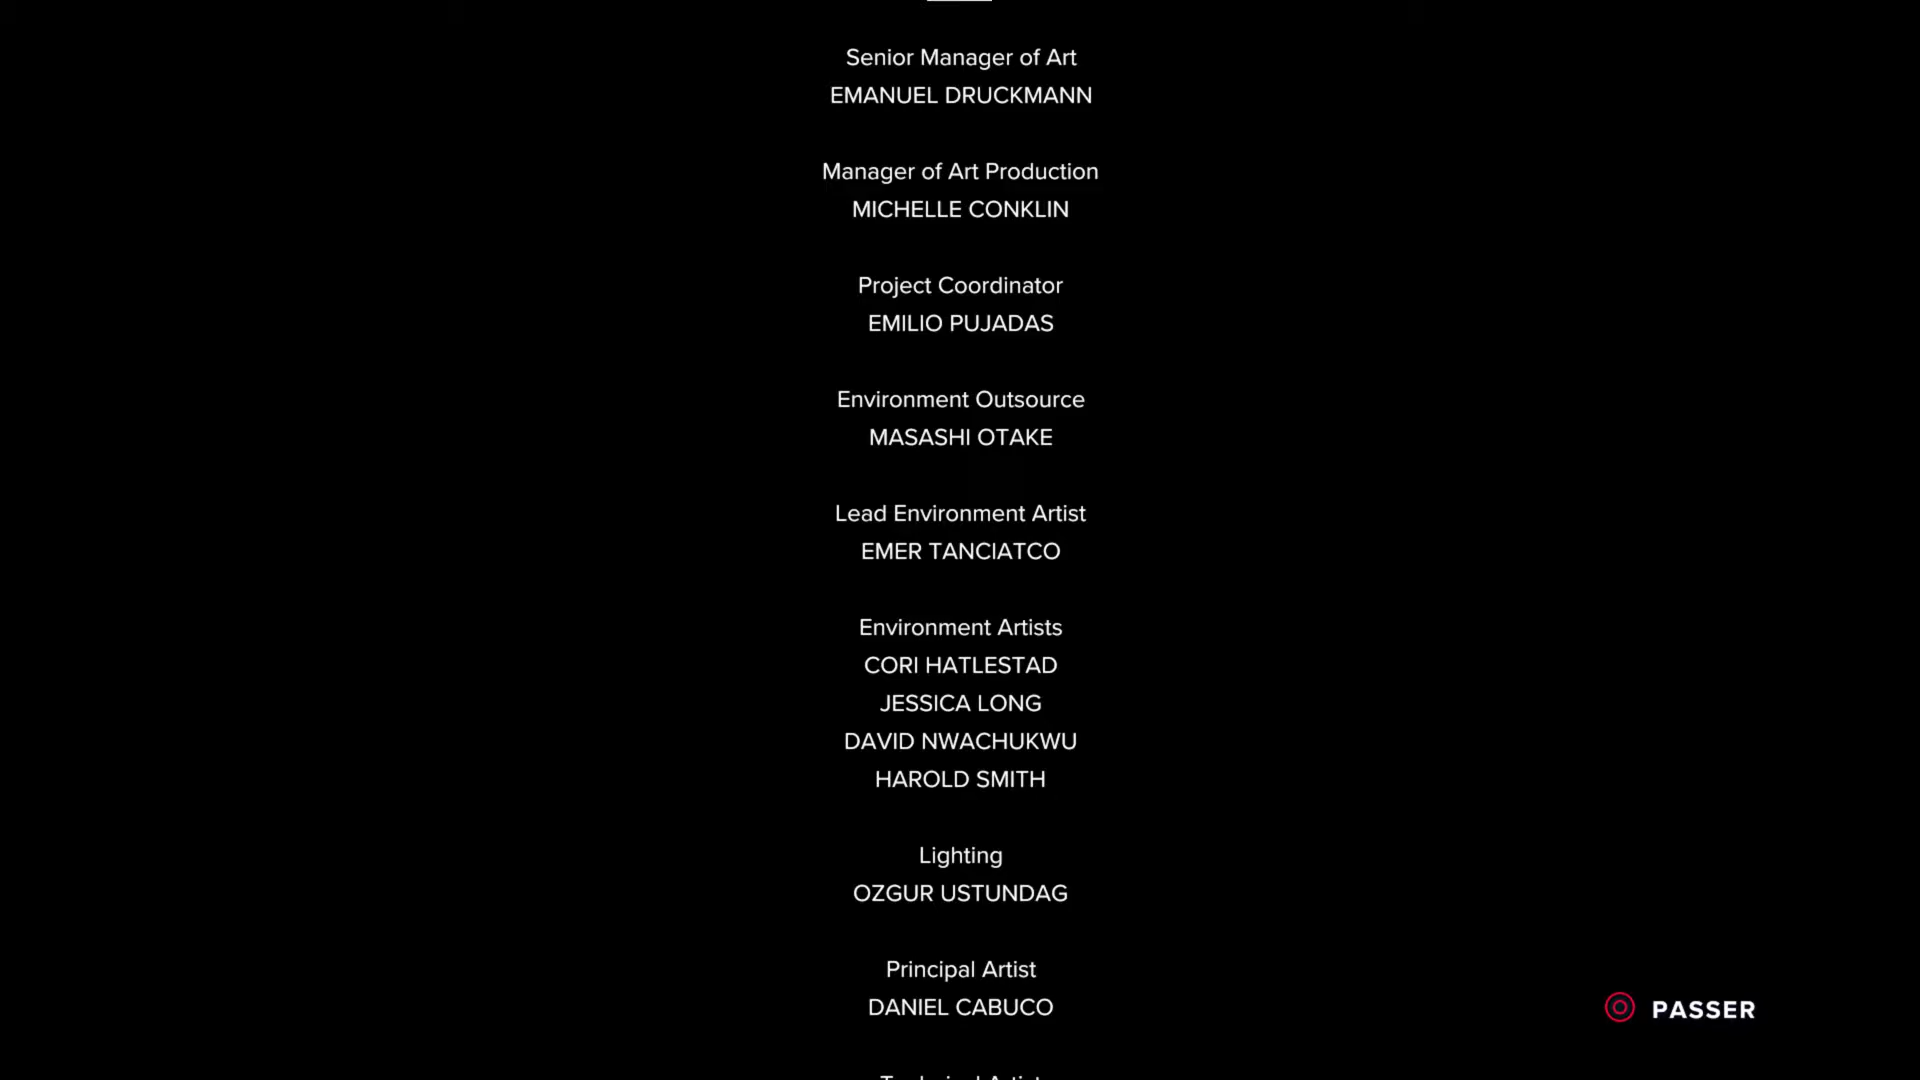 Senior Manager of Art
EMANUEL DRUCKMANN
Manager of Art Production
MICHELLE CONKLIN
Project Coordinator
EMILIO PUJADAS
Environment Outsource
MASASHI OTAKE
Lead Environment Artist
EMER TANCIATCO
Environment Artists
CORI HATLESTAD
JESSICA LONG
DAVID NWACHUKWU
HAROLD SMITH
Lighting
OZGUR USTUNDAG
Principal Artist
DANIEL CABUCO
PASSER